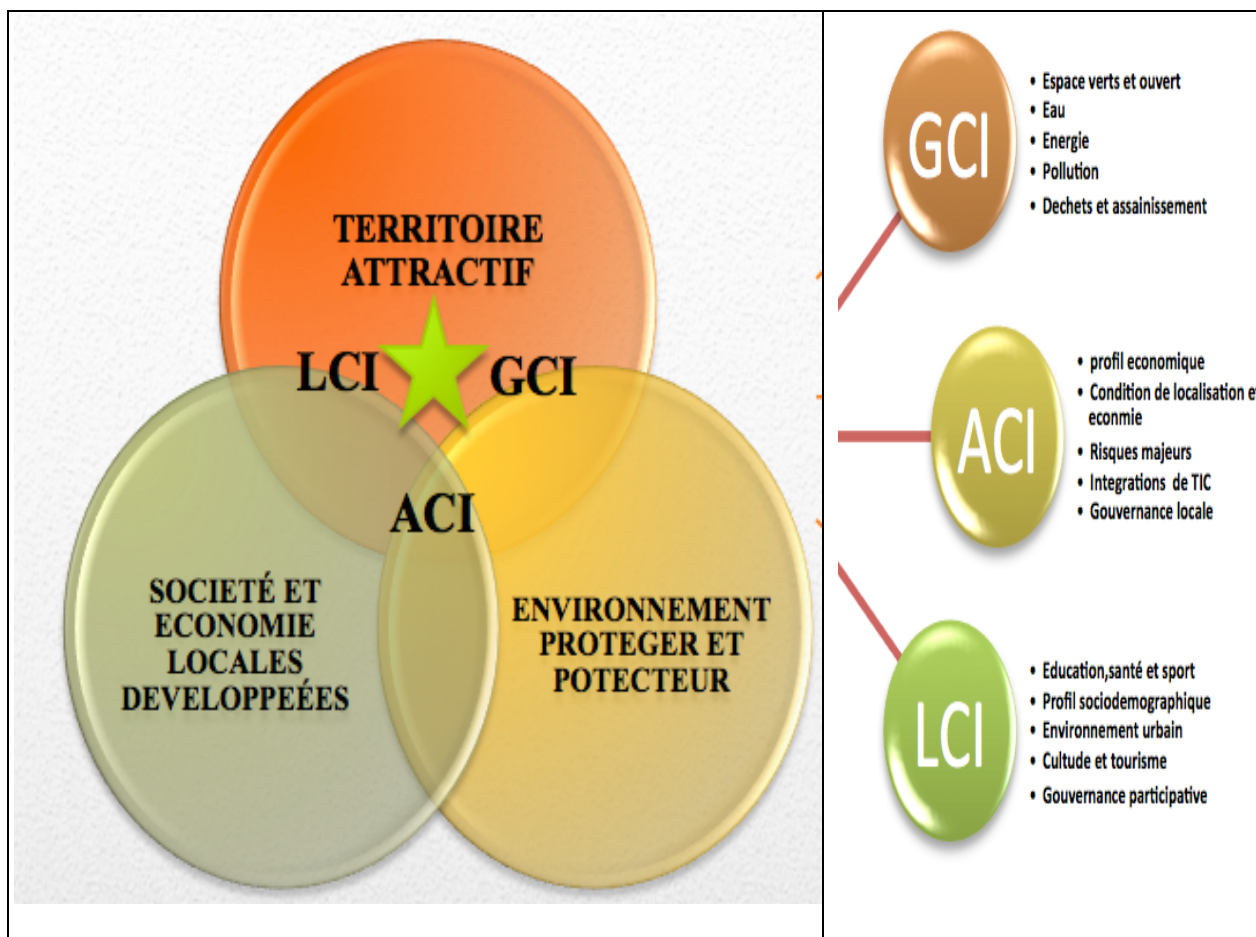 TERRITOIRE
ATTRACTIF
LCI
GCI
ACI
SOCIETÉ ET
ECONOMIE
LOCALES
DEVELOPPEÉES
ENVIRONNEMENT
PROTEGER ET
POTECTEUR
GCI
• Espace verts et ouvert
• Eau
• Energie
• Pollution
• Dechets et assainissement
ACI
• profil economique
• Condition de localisation et
econmie
• Risques majeurs
• Integrations de TIC
• Gouvernance locale
LCI
• Education,santé et sport
• Profil sociodemographique
• Environnement urbain
• Cultude et tourisme
• Gouvernance participative